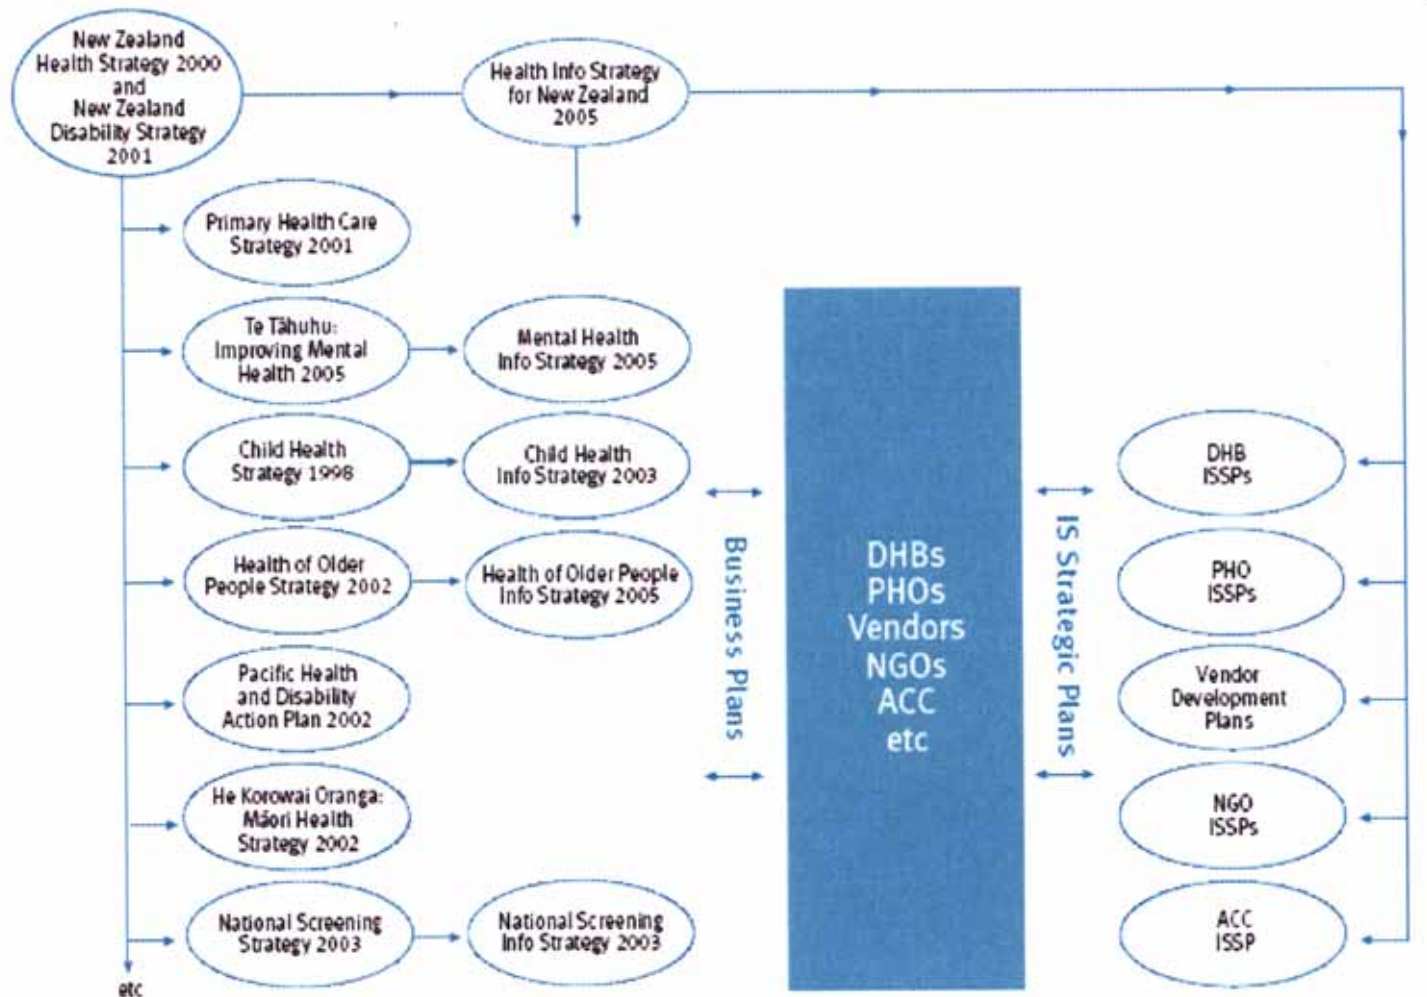 New Zealand
Health Strategy 2000
and
New Zealand
Disability Strategy
2001
Health Info Strategy
for New Zealand
2005
Primary Health Care
Strategy 2001
Te Tāhuhu:
Improving Mental
Health 2005
Mental Health
Info Strategy 2005
Child Health
Strategy 1998
Child Health
Info Strategy 2003
Health of Older
People Strategy 2002
Health of Older People
Info Strategy 2005
Pacific Health
and Disability
Action Plan 2002
He Korowai Oranga:
Māori Health
Strategy 2002
National Screening
Strategy 2003
National Screening
Info Strategy 2003
etc
Business Plans
DHBs
PHOs
Vendors
NGOs
ACC
etc
IS Strategic Plans
DHB
ISSPs
PHO
ISSPs
Vendor
Development
Plans
NGO
ISSPs
ACC
ISSP